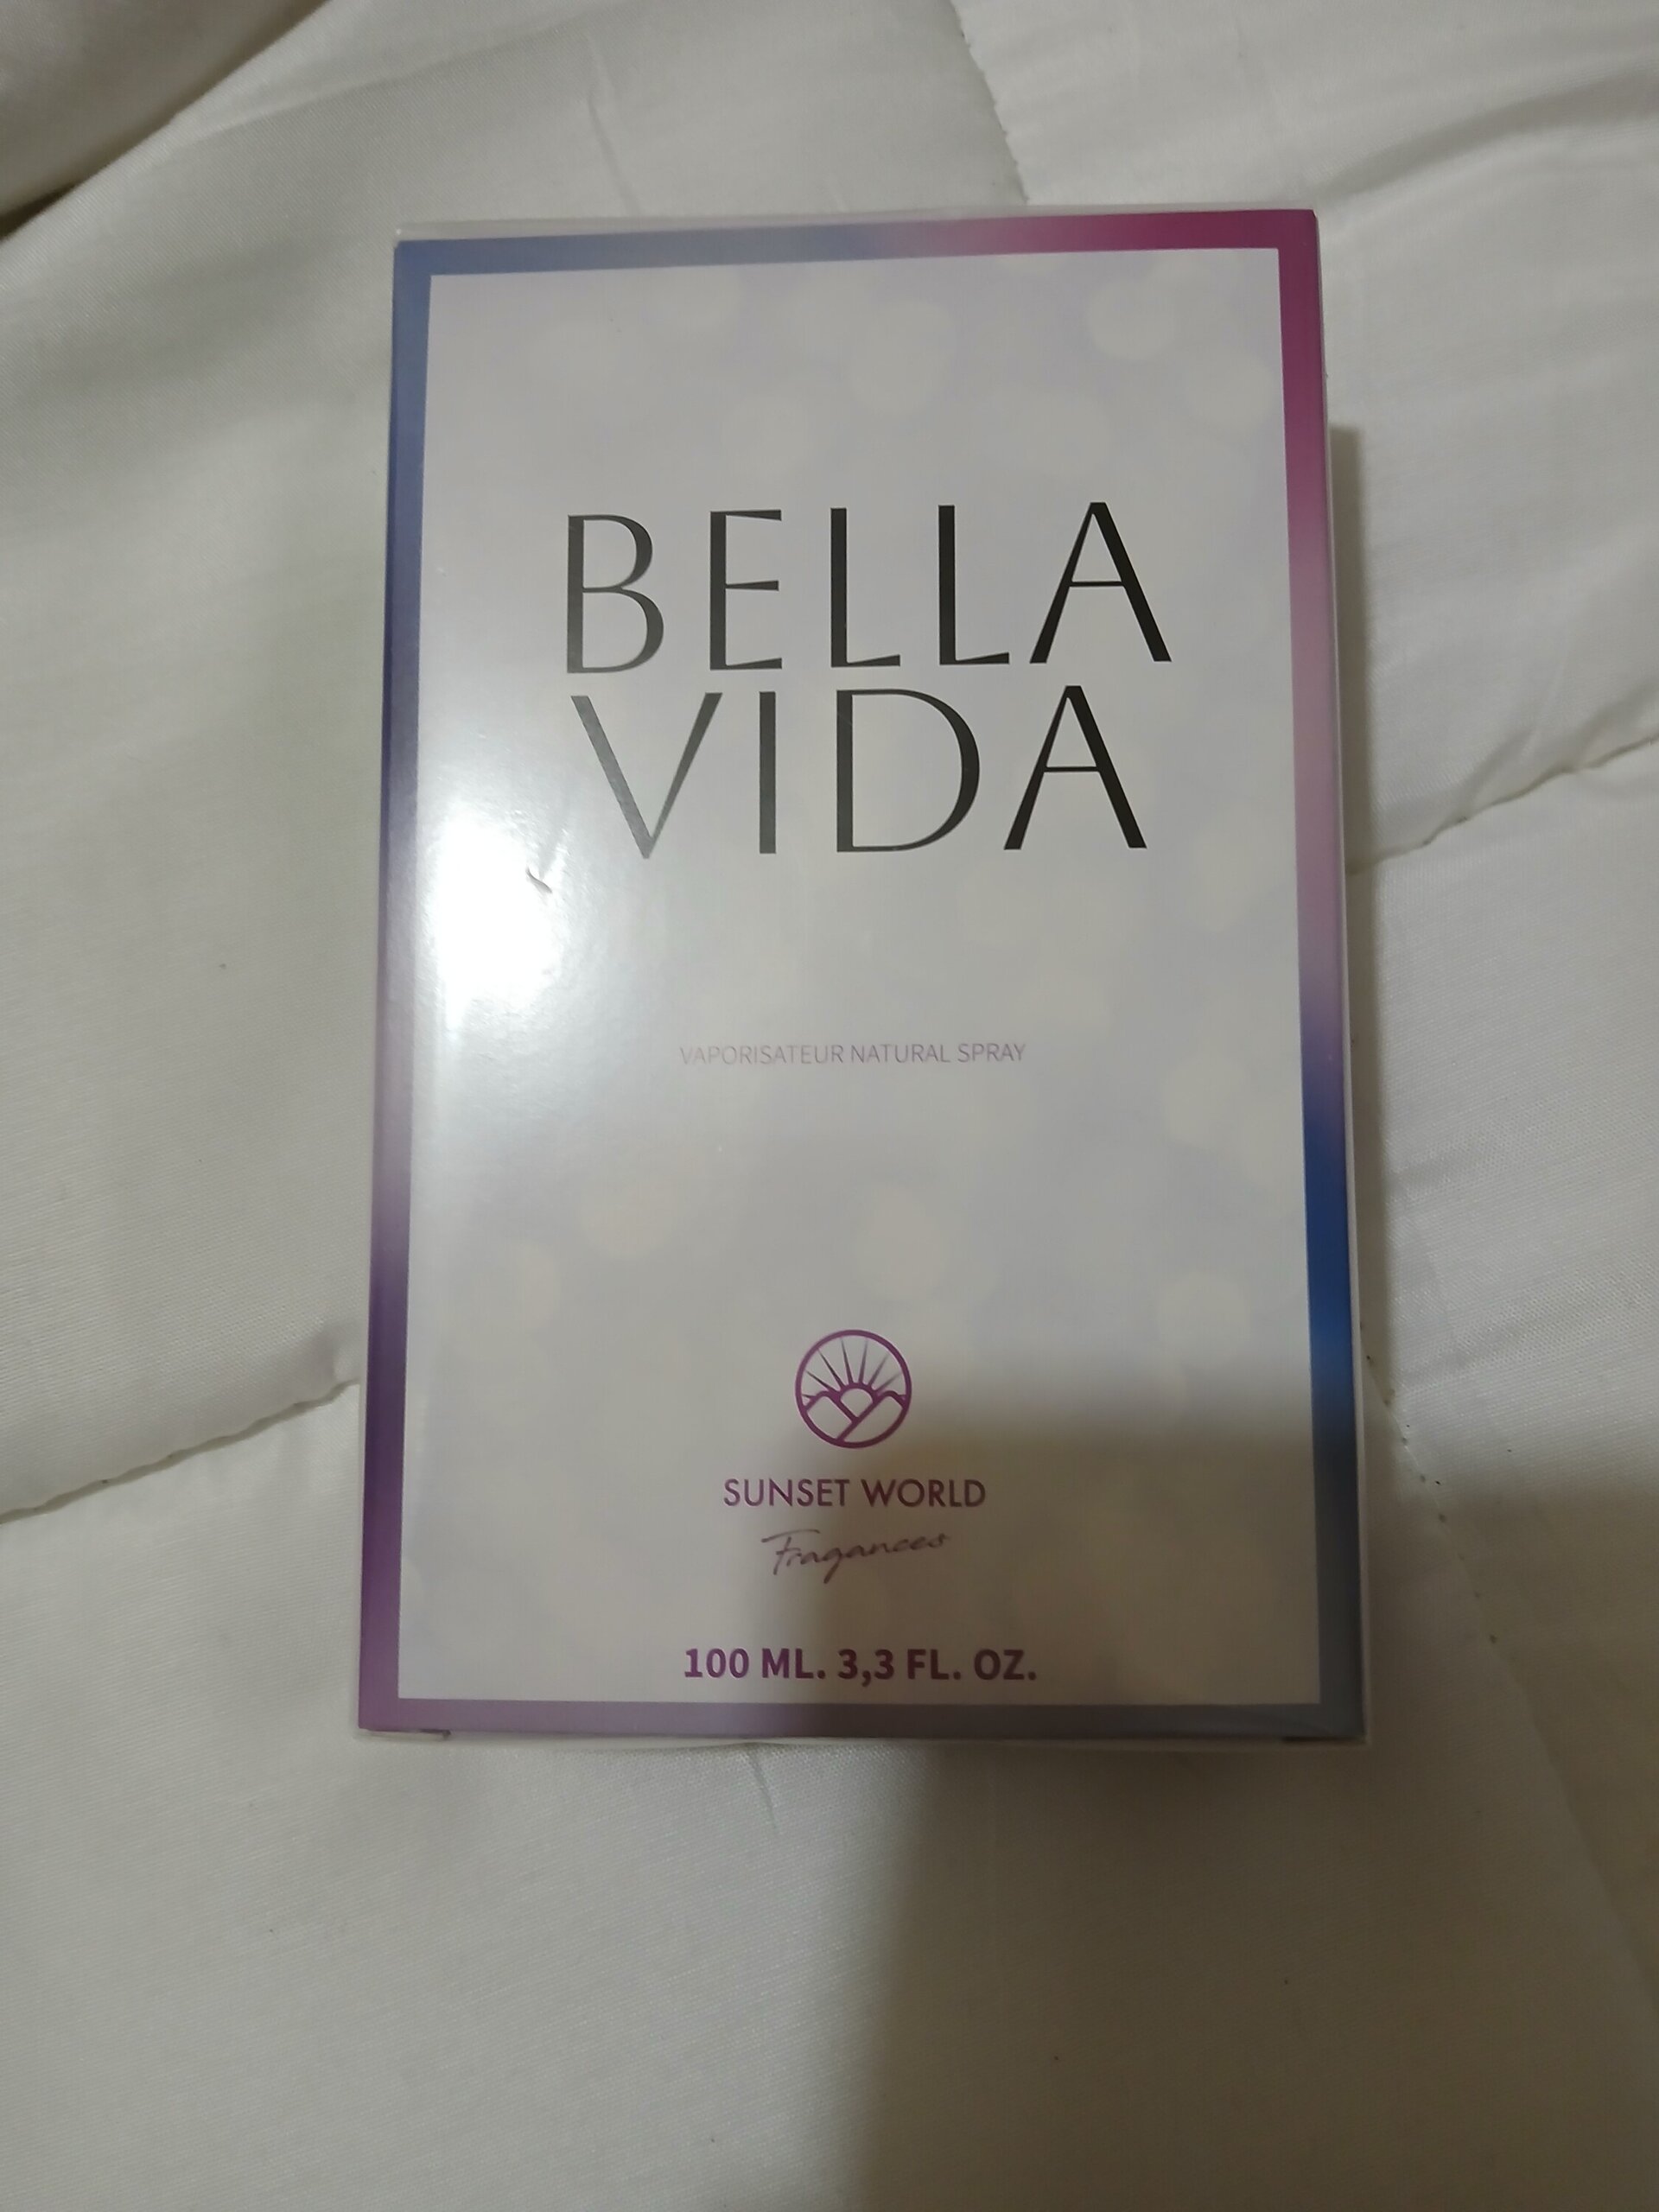 BELLA
VIDA
VAPORISATEUR NATURAL SPRAY
SUNSET WORLD
Fragances
100 ML. 3,3 FL. OZ.